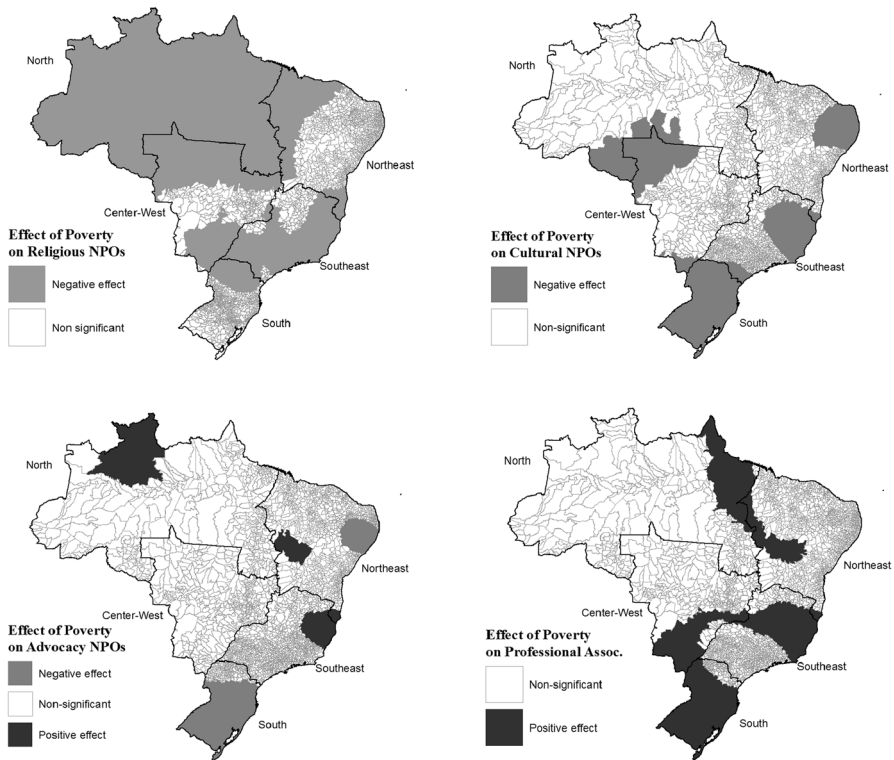 North
Northeast
Center-West
Effect of Poverty
on Religious NPOs
Southeast
Negative effect
Non significant
South
North
Northeast
Center-West
Effect of Poverty
on Cultural NPOs
Southeast
Negative effect
Non-significant
South
North
Northeast
Center-West
Effect of Poverty
on Advocacy NPOs
Southeast
Negative effect
Non-significant
South
Positive effect
North
Northeast
Center-West
Effect of Poverty
on Professional Assoc.
Southeast
Non-significant
South
Positive effect